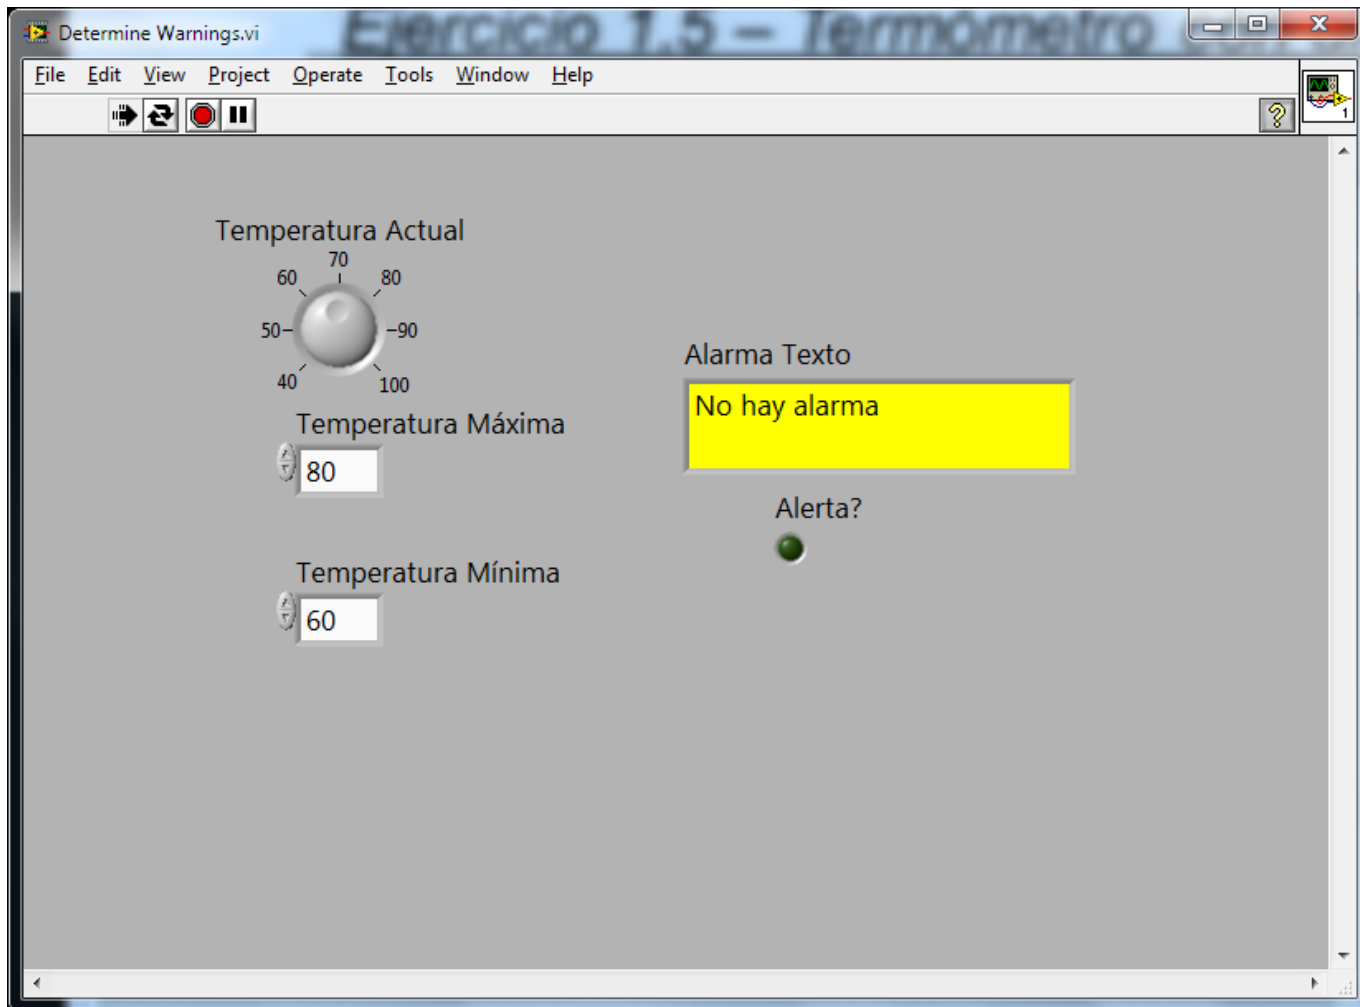 Ejercicio 1.5 – Termómetro
Determine Warnings.vi
File Edit View Project Operate Tools Window Help
1
Temperatura Actual
70
60 80
50 90
40 100
Temperatura Máxima
80
Temperatura Mínima
60
Alarma Texto
No hay alarma
Alerta?